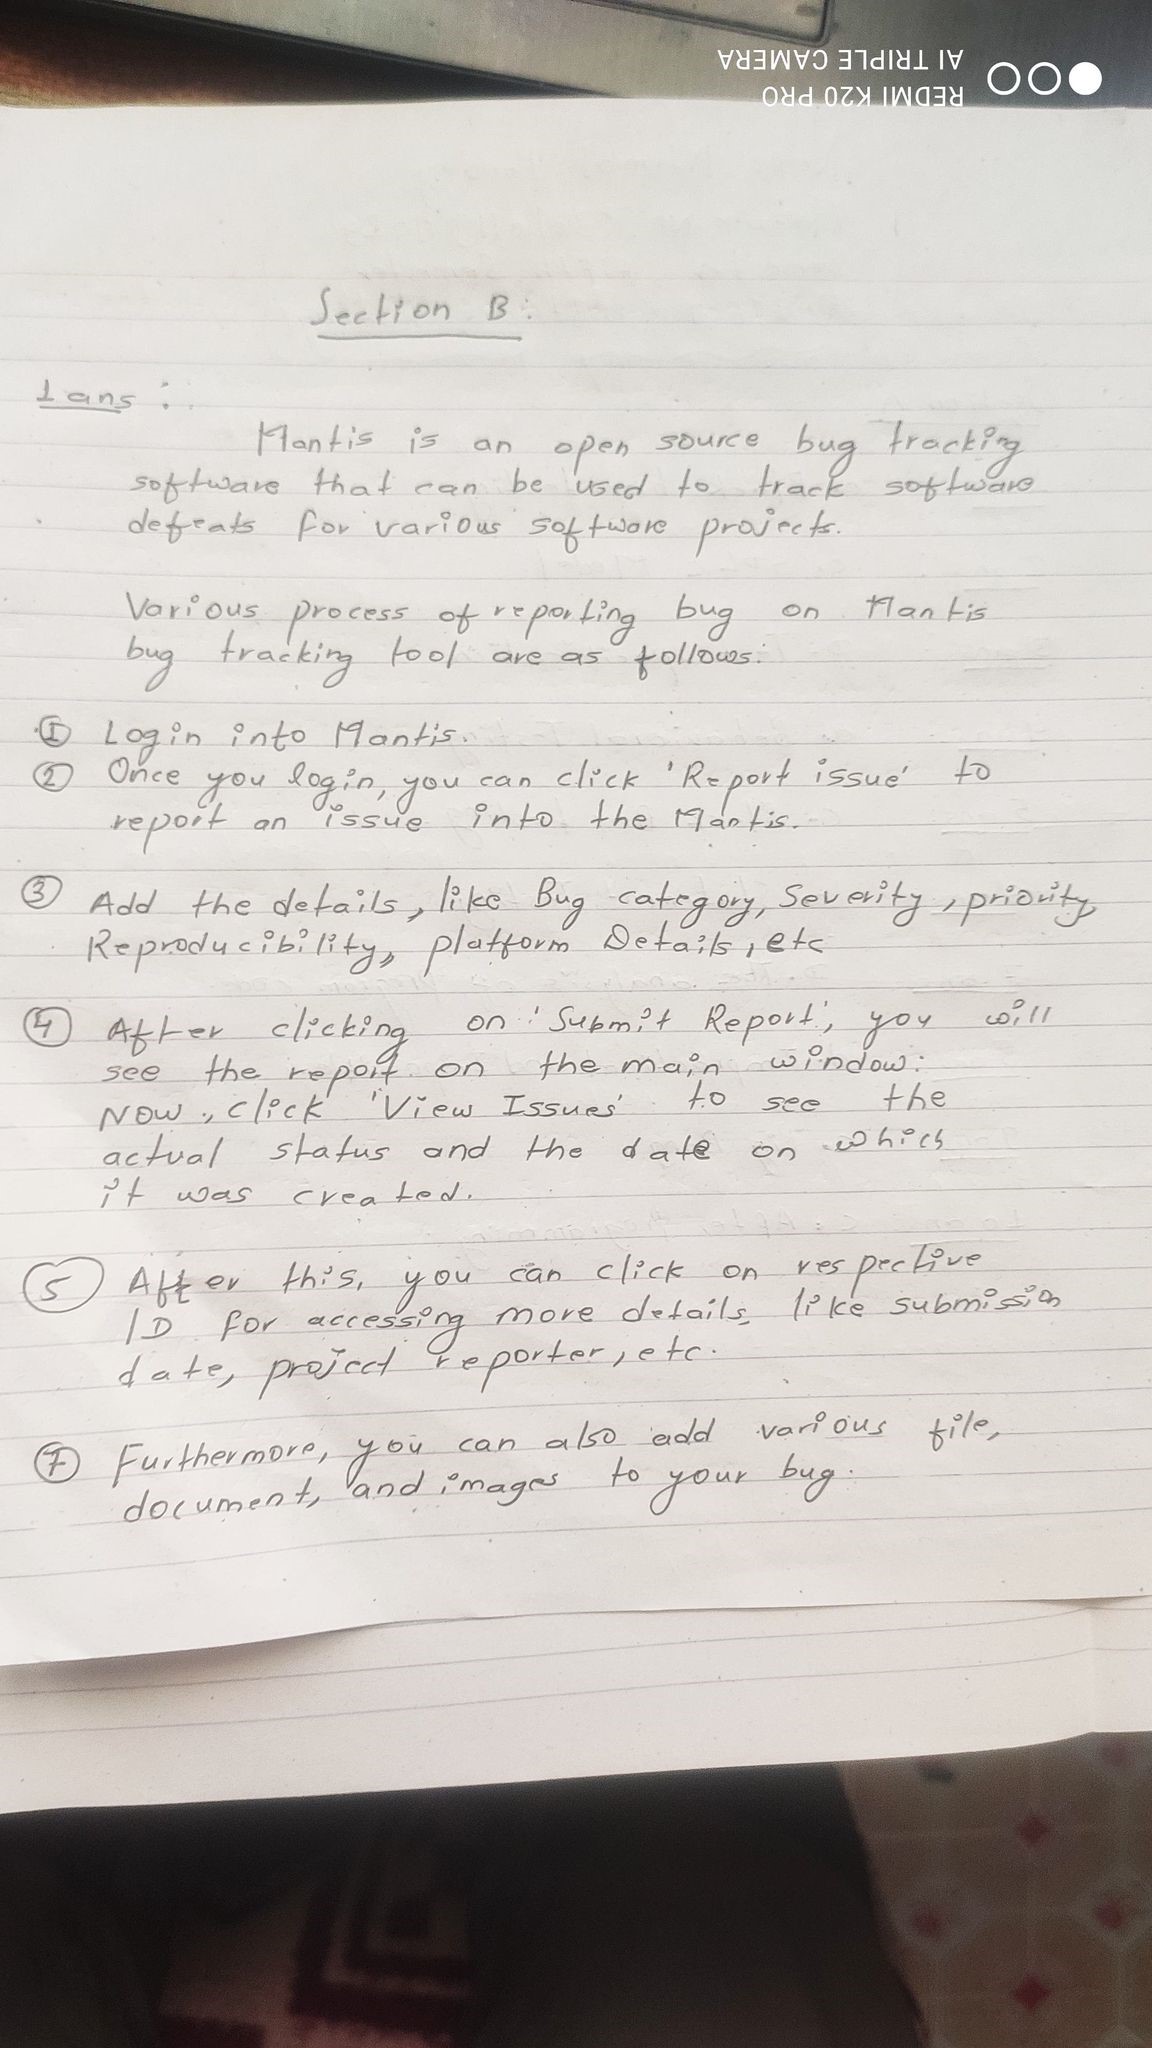 AI TRIPLE CAMERA
REDMI K20 PRO
Section B:
1 ans :
Mantis is an open source bug tracking
software that can be used to track software
defeats for various software projects.
Various process of reporting bug on Mantis
bug tracking tool are as follows:
① Login into Mantis.
② Once you login, you can click 'Report issue' to
report an issue into the Mantis.
③ Add the details, like Bug category, Severity, priority,
Reproducibility, platform Details, etc
④ After clicking on 'Submit Report', you will
see the report on the main window.
Now, click 'View Issues' to see the
actual status and the date on which
it was created.
⑤ After this, you can click on respective
ID for accessing more details, like submission
date, project reporter, etc.
⑦ Furthermore, you can also add various file,
document, and images to your bug.